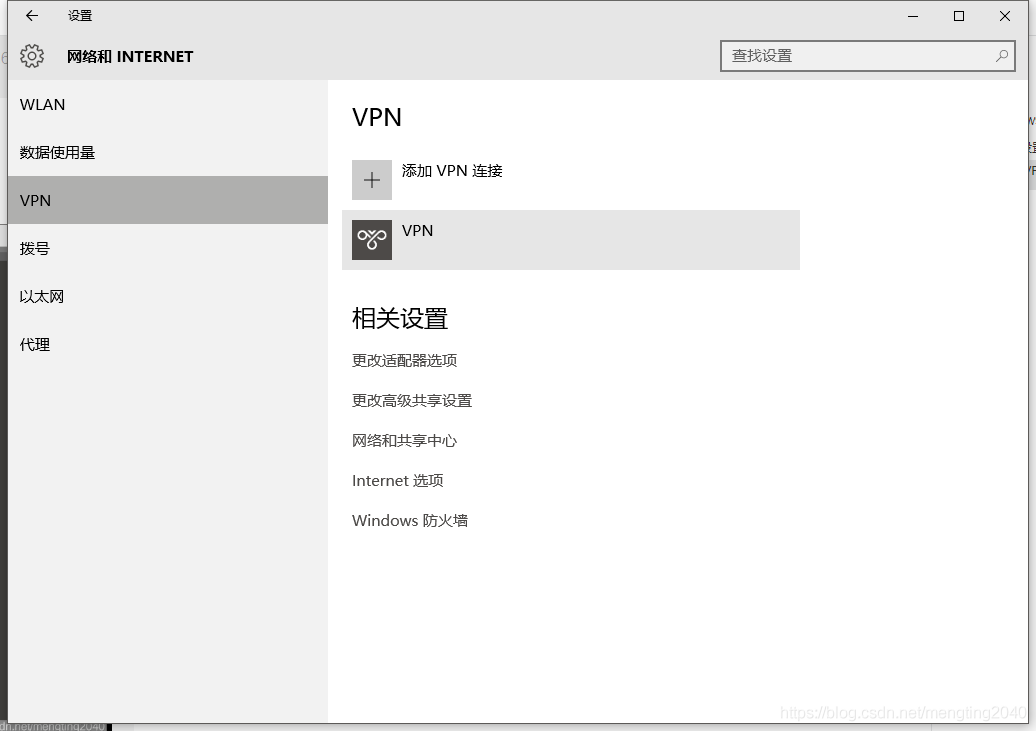 设置
网络和 INTERNET
查找设置
WLAN
数据使用量
VPN
拨号
以太网
代理
VPN
添加 VPN 连接
VPN
相关设置
更改适配器选项
更改高级共享设置
网络和共享中心
Internet 选项
Windows 防火墙
https://blog.csdn.net/mengting2040
dn.net/mengting2040